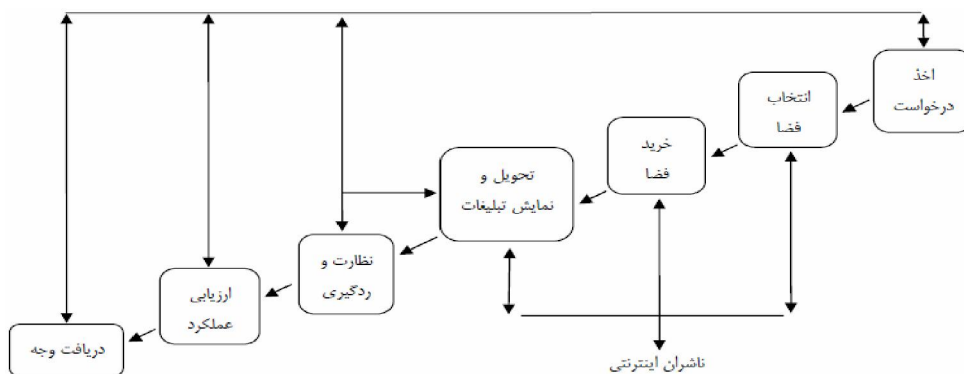 اخذ
درخواست
انتخاب
فضا
خرید
فضا
تحویل و
نمایش تبلیغات
نظارت و
ردگیری
ارزیابی
عملکرد
دریافت وجه
ناشران اینترنتی